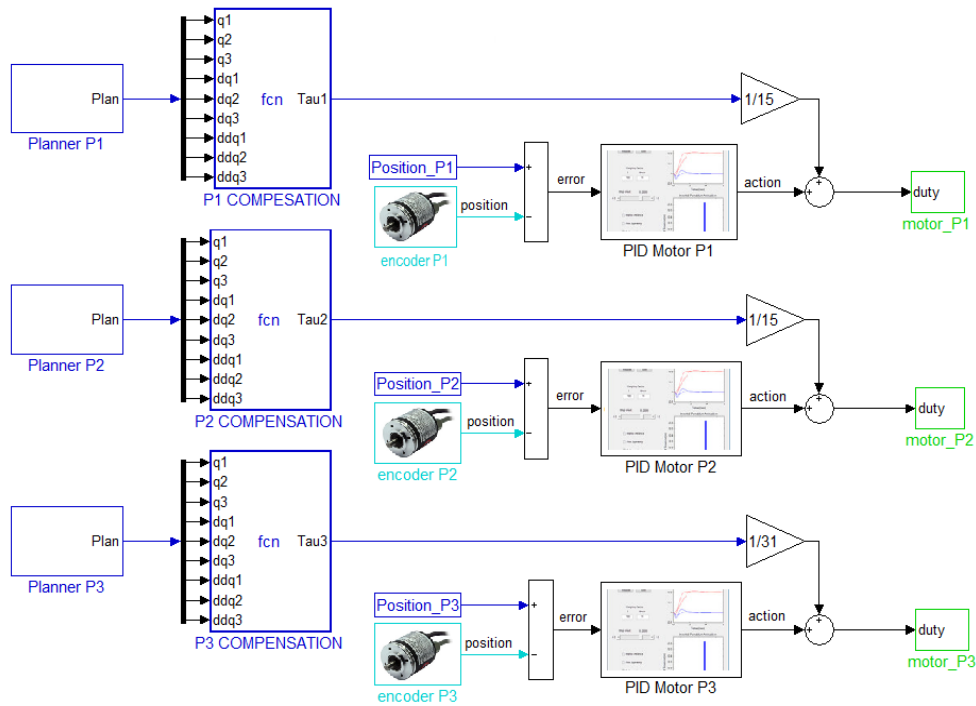 q1
q2
q3
dq1
dq2
dq3
ddq1
ddq2
ddq3
Plan
Planner P1
fcn
Tau1
P1 COMPESATION
1/15
Position_P1
position
encoder P1
+
−
error
PID Motor P1
action
+
+
duty
motor_P1
q1
q2
q3
dq1
dq2
dq3
ddq1
ddq2
ddq3
Plan
Planner P2
fcn
Tau2
P2 COMPENSATION
1/15
Position_P2
position
encoder P2
+
−
error
PID Motor P2
action
+
+
duty
motor_P2
q1
q2
q3
dq1
dq2
dq3
ddq1
ddq2
ddq3
Plan
Planner P3
fcn
Tau3
P3 COMPENSATION
1/31
Position_P3
position
encoder P3
+
−
error
PID Motor P3
action
+
+
duty
motor_P3